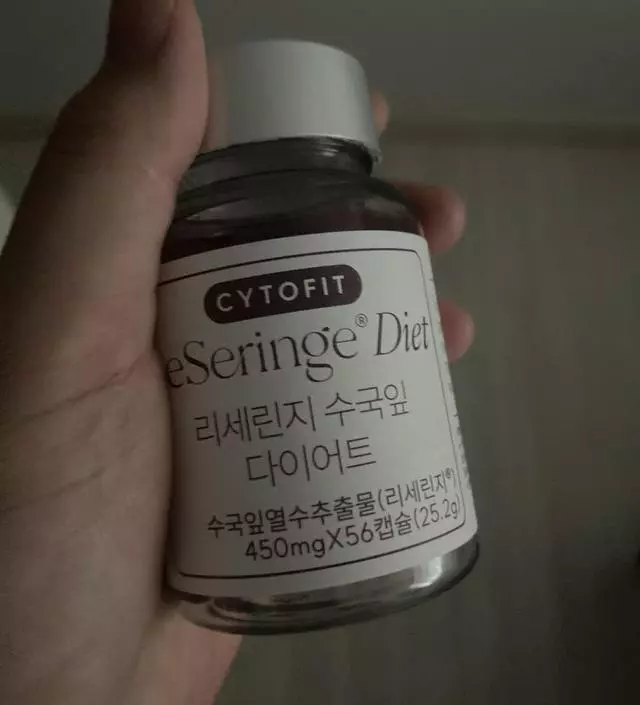 CYTOFIT
eSeringe® Diet
리세린지 수국잎
다이어트
수국잎열수추출물(리세린지®)
450mgX56캡슐(25.2g)